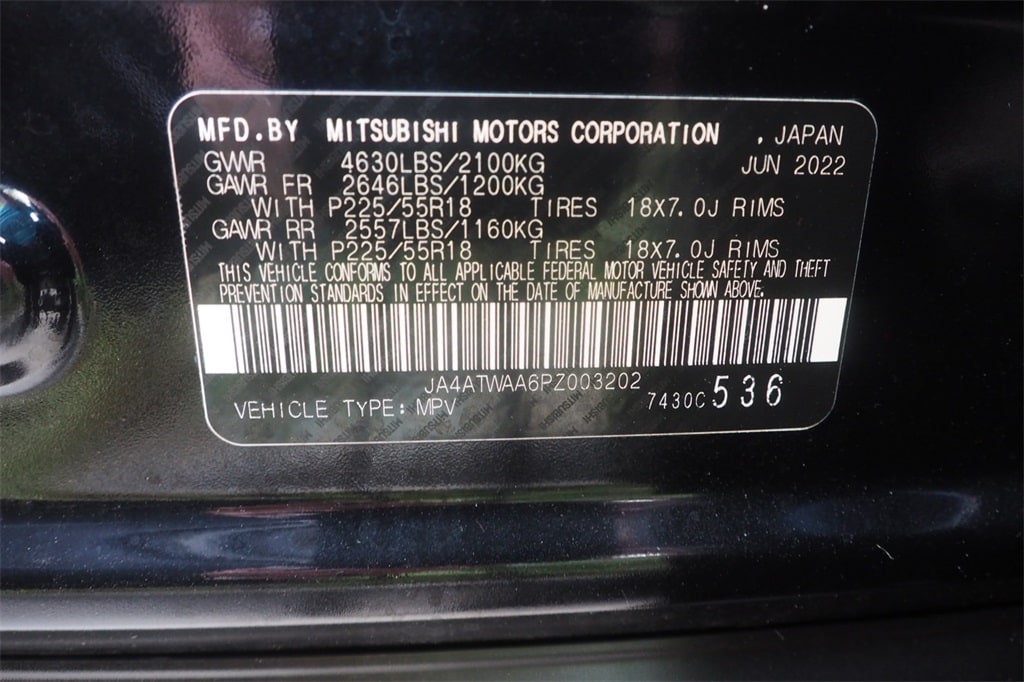 MFD.BY MITSUBISHI MOTORS CORPORATION , JAPAN
GVWR 4630LBS/2100KG JUN 2022
GAWR FR 2646LBS/1200KG
WITH P225/55R18 TIRES 18X7.0J RIMS
GAWR RR 2557LBS/1160KG
WITH P225/55R18 TIRES 18X7.0J RIMS
THIS VEHICLE CONFORMS TO ALL APPLICABLE FEDERAL MOTOR VEHICLE SAFETY AND THEFT
PREVENTION STANDARDS IN EFFECT ON THE DATE OF MANUFACTURE SHOWN ABOVE.
JA4ATWAA6PZ003202
VEHICLE TYPE: MPV 7430C 536